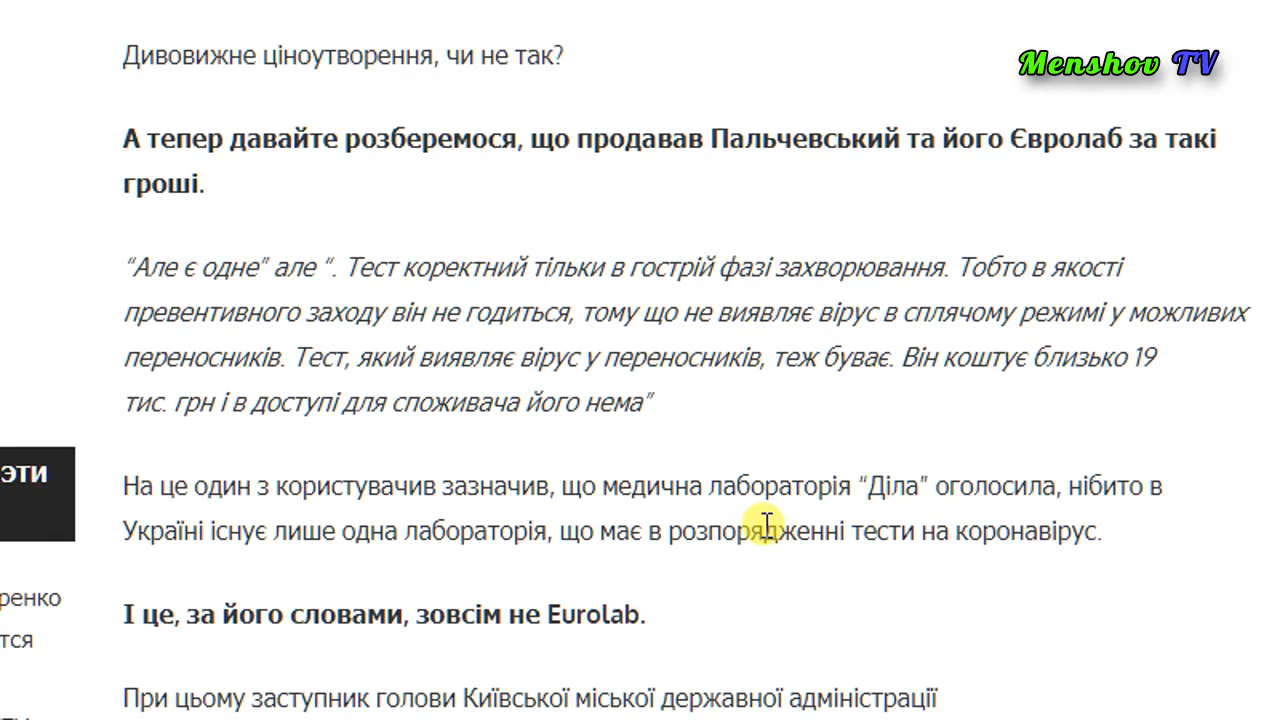 Дивовижне ціноутворення, чи не так?
Menshov TV
А тепер давайте розберемося, що продавав Пальчевський та його Євролаб за такі
гроші.
“Але є одне” але “. Тест коректний тільки в гострій фазі захворювання. Тобто в якості
превентивного заходу він не годиться, тому що не виявляє вірус в сплячому режимі у можливих
переносників. Тест, який виявляє вірус у переносників, теж буває. Він коштує близько 19
тис. грн і в доступі для споживача його нема”
ЭТИ
На це один з користувачив зазначив, що медична лабораторія “Діла” оголосила, нібито в
Україні існує лише одна лабораторія, що має в розпорядженні тести на коронавірус.
ренко
І це, за його словами, зовсім не Eurolab.
тся
При цьому заступник голови Київської міської державної адміністрації